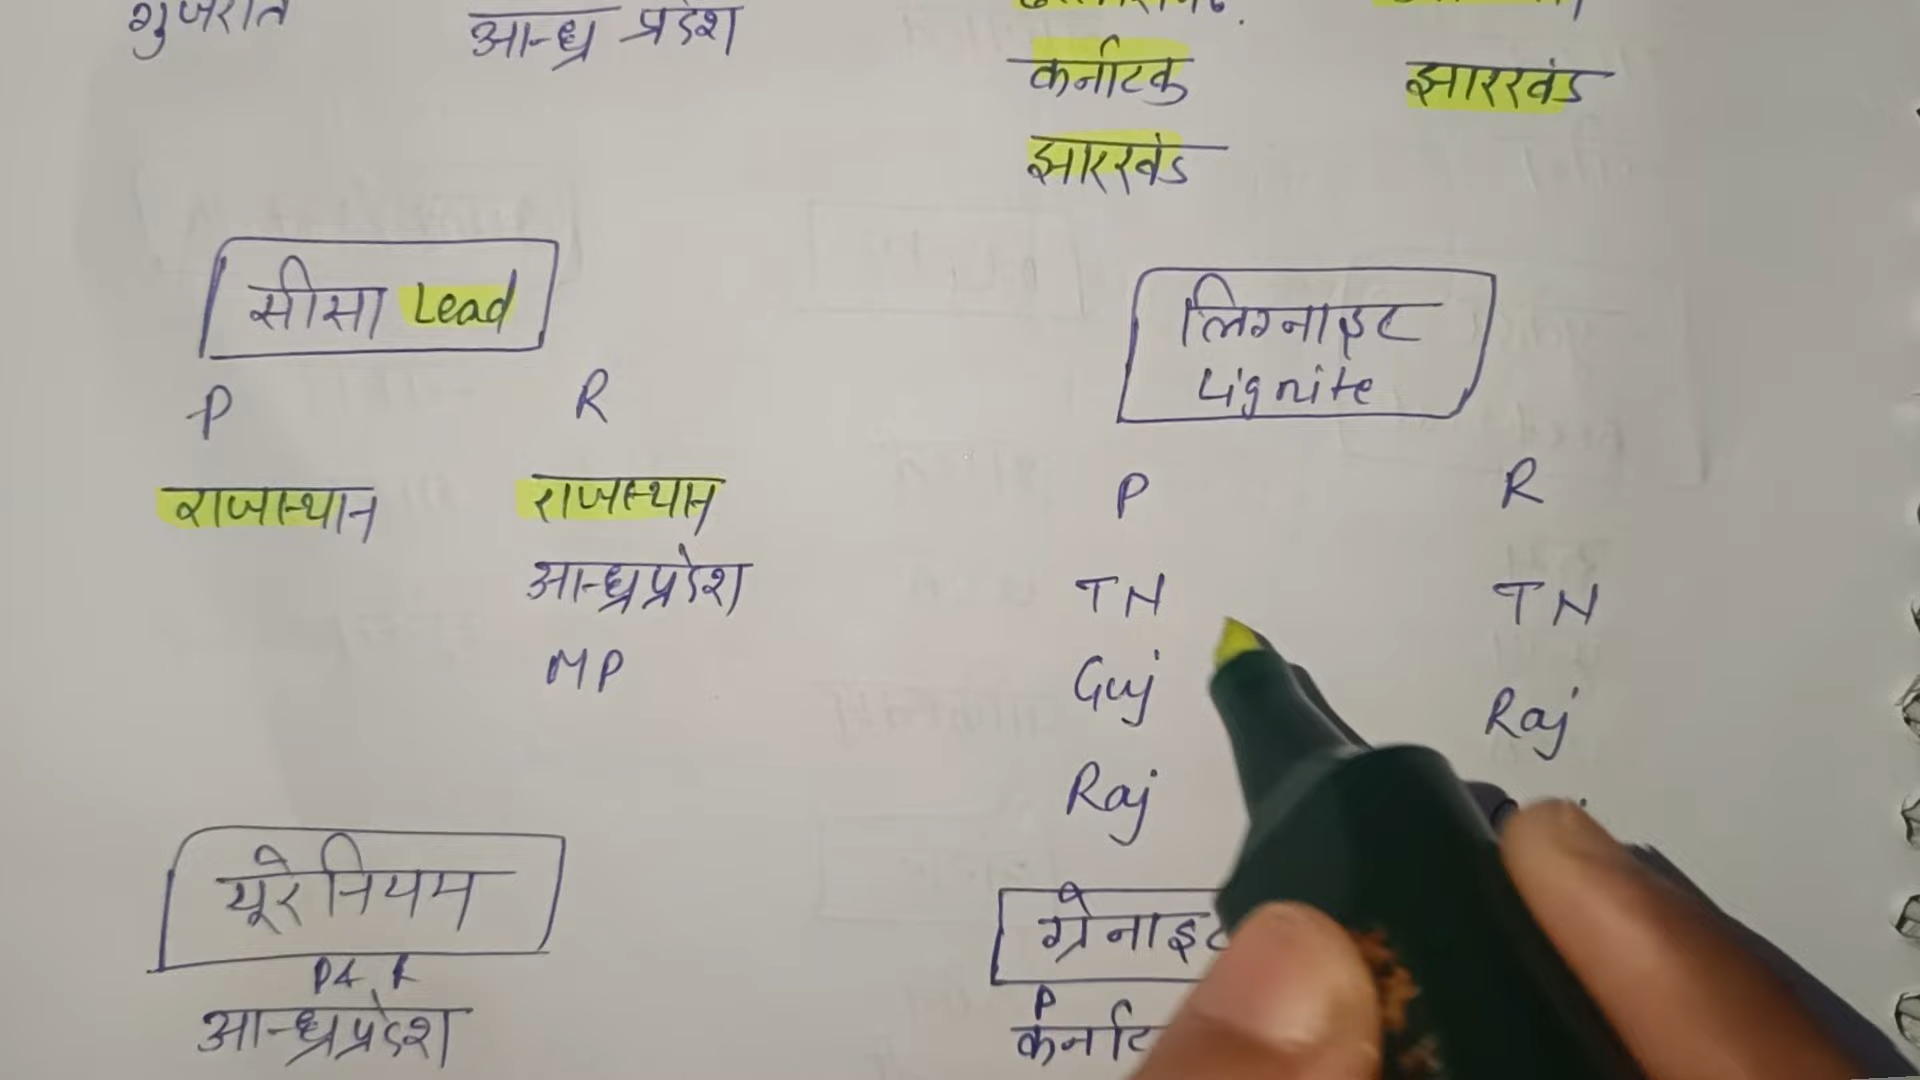 गुजरात
आन्ध्र प्रदेश
कर्नाटक
झारखंड
झारखंड
सीसा Lead
P R
राजस्थान राजस्थान
आन्ध्रप्रदेश
MP
लिग्नाइट
Lignite
P R
TN TN
Guj Raj
Raj
यूरेनियम
P & R
आन्ध्रप्रदेश
ग्रेनाइट
P